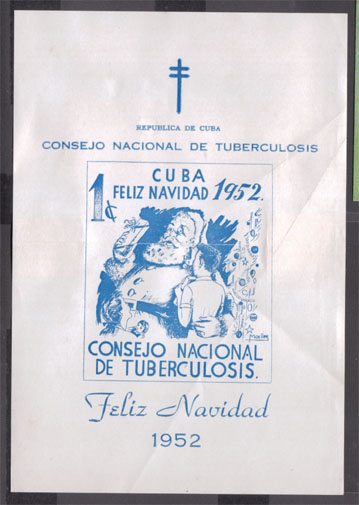 REPUBLICA DE CUBA
CONSEJO NACIONAL DE TUBERCULOSIS
CUBA
1¢ FELIZ NAVIDAD 1952.
CONSEJO NACIONAL
DE TUBERCULOSIS.
Feliz Navidad
1952